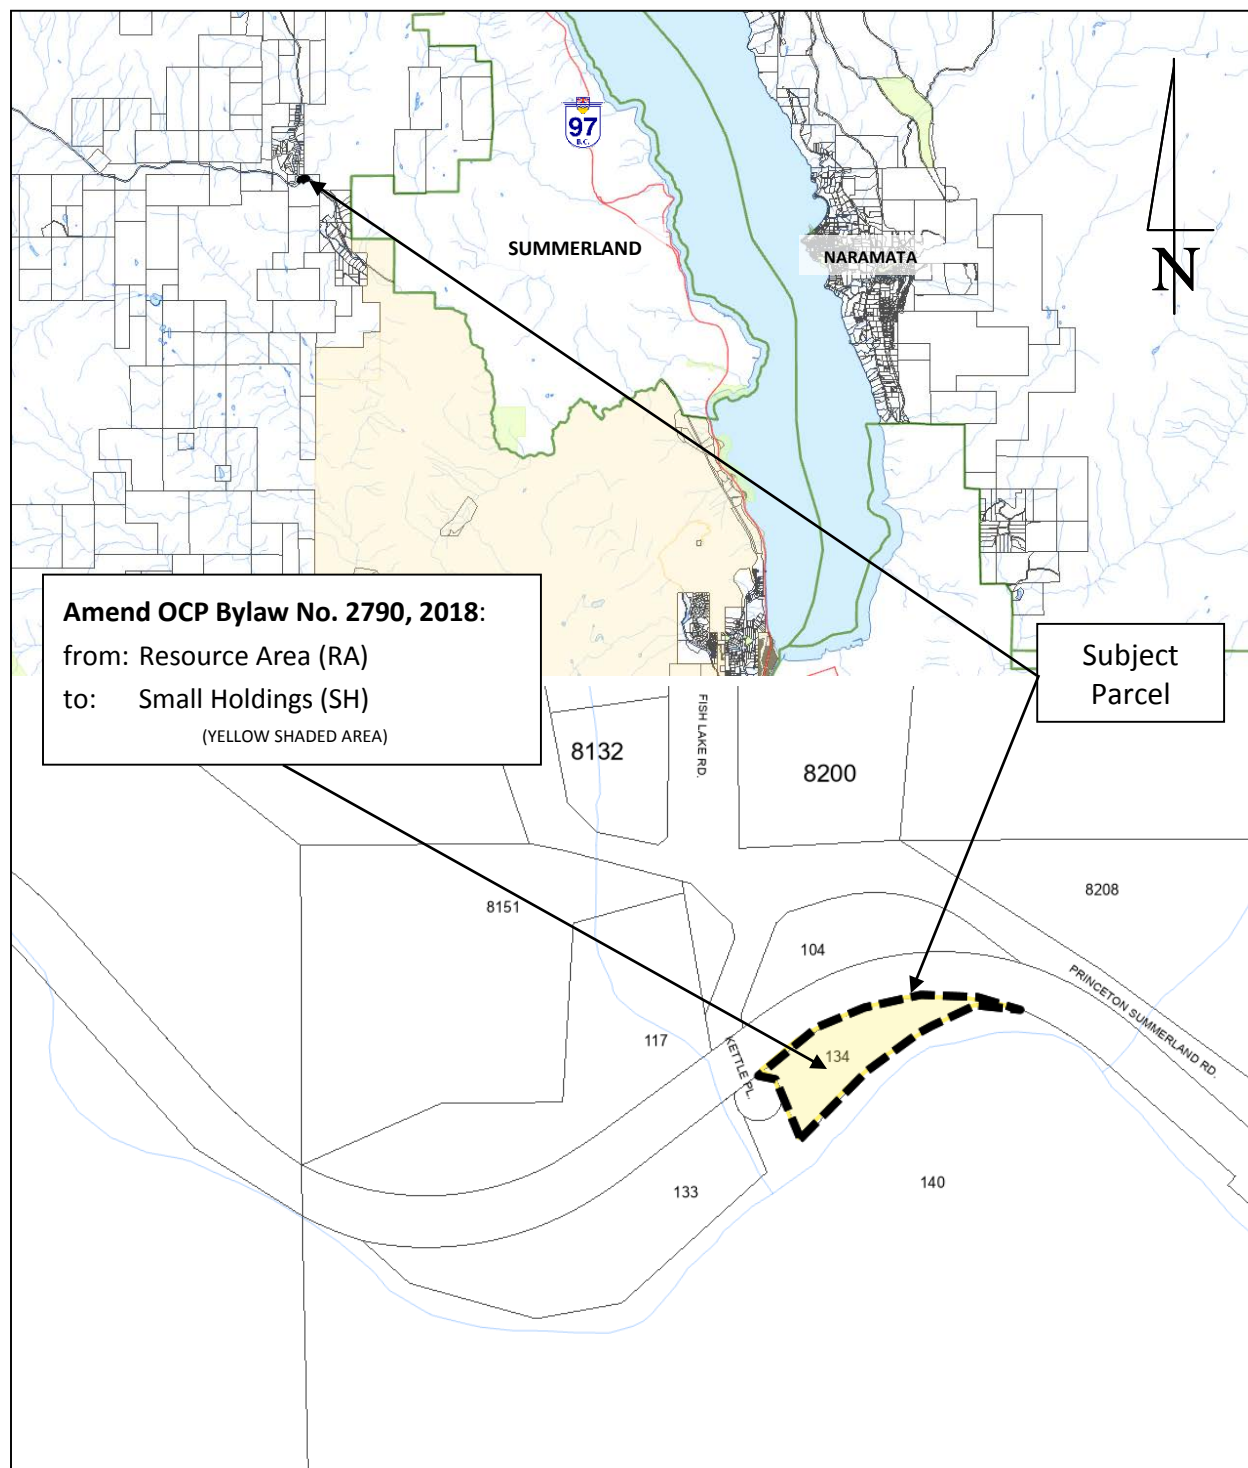 97
B.C.
SUMMERLAND
NARAMATA
N
Amend OCP Bylaw No. 2790, 2018:
from: Resource Area (RA)
to: Small Holdings (SH)
(YELLOW SHADED AREA)
Subject
Parcel
8132
FISH LAKE RD.
8200
8151
8208
104
PRINCETON SUMMERLAND RD.
117
KETTLE PL.
134
133
140